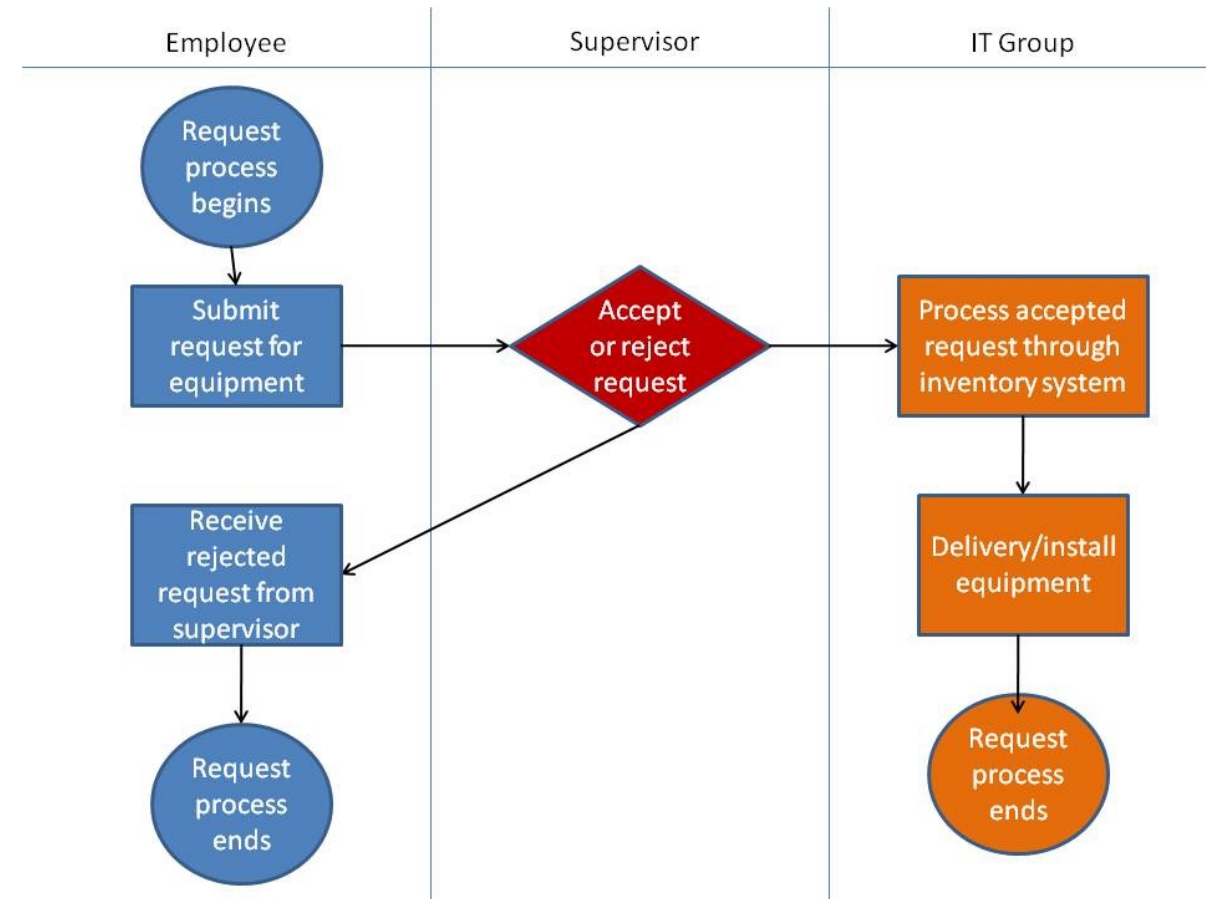 Employee
Supervisor
IT Group
Request
process
begins
Submit
request for
equipment
Accept
or reject
request
Process accepted
request through
inventory system
Receive
rejected
request from
supervisor
Delivery/install
equipment
Request
process
ends
Request
process
ends